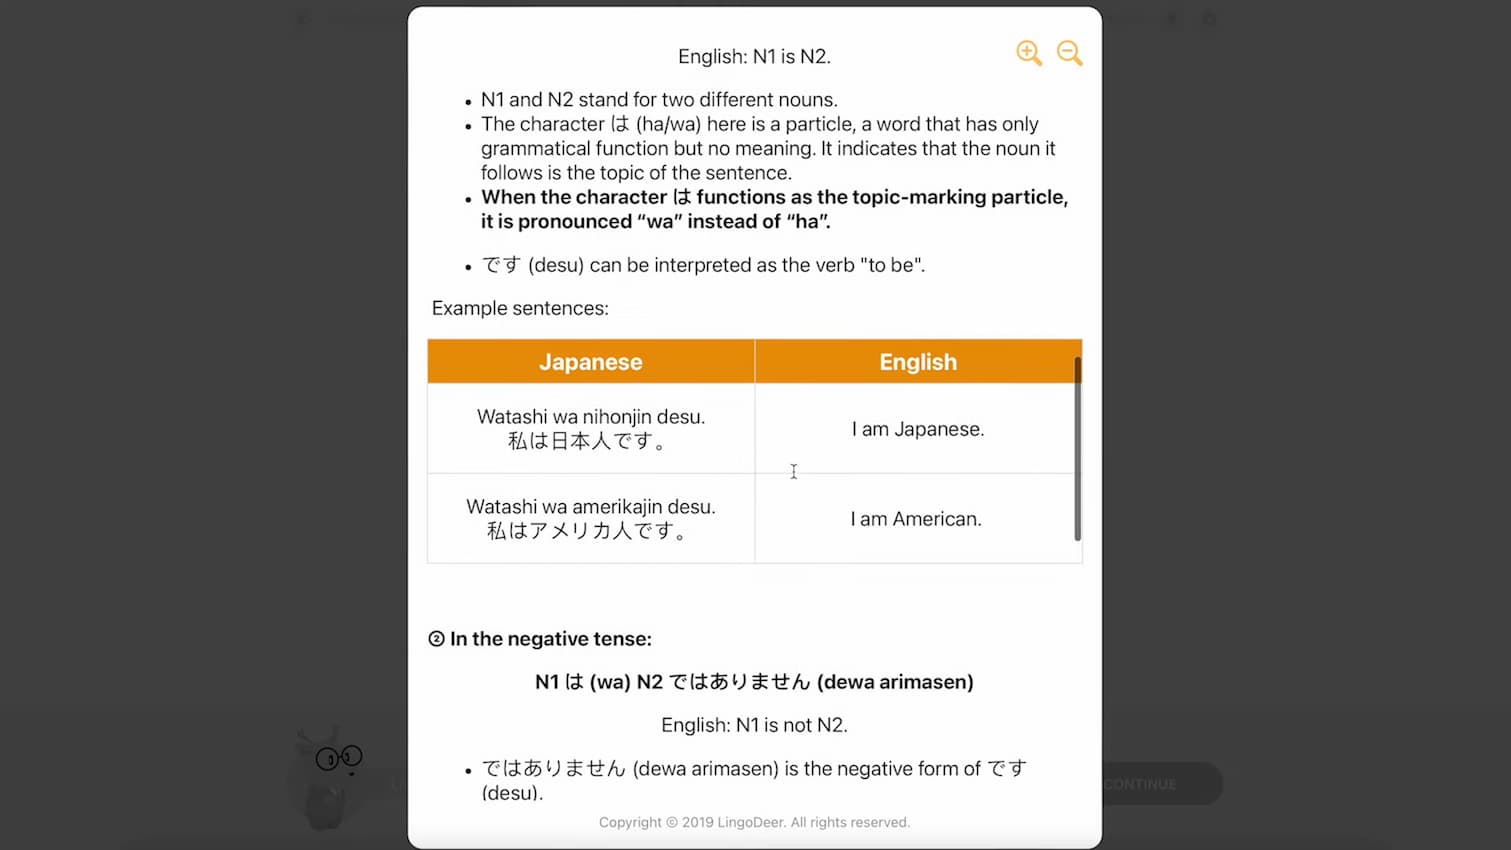 English: N1 is N2.
• N1 and N2 stand for two different nouns.
• The character は (ha/wa) here is a particle, a word that has only
grammatical function but no meaning. It indicates that the noun it
follows is the topic of the sentence.
• When the character は functions as the topic-marking particle,
it is pronounced “wa” instead of “ha”.
• です (desu) can be interpreted as the verb "to be".
Example sentences:
Japanese
English
Watashi wa nihonjin desu.
私は日本人です。
I am Japanese.
Watashi wa amerikajin desu.
私はアメリカ人です。
I am American.
② In the negative tense:
N1 は (wa) N2 ではありません (dewa arimasen)
English: N1 is not N2.
• ではありません (dewa arimasen) is the negative form of です
(desu).
CONTINUE
Copyright © 2019 LingoDeer. All rights reserved.